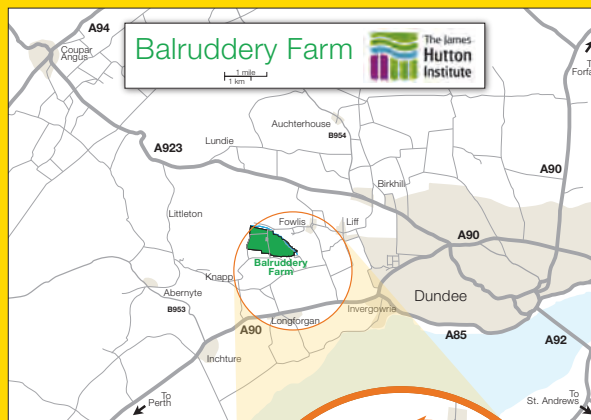 A94
Coupar
Angus
Balruddery Farm
1 mile
1 km
The James
Hutton
Institute
Auchterhouse
B954
A923
Lundie
A90
Birkhill
Littleton
Fowlis
Liff
A90
Balruddery
Farm
Knapp
Abernyte
B953
Dundee
Invergowrie
Longforgan
A90
A85
A92
Inchture
To
Perth
To
St. Andrews